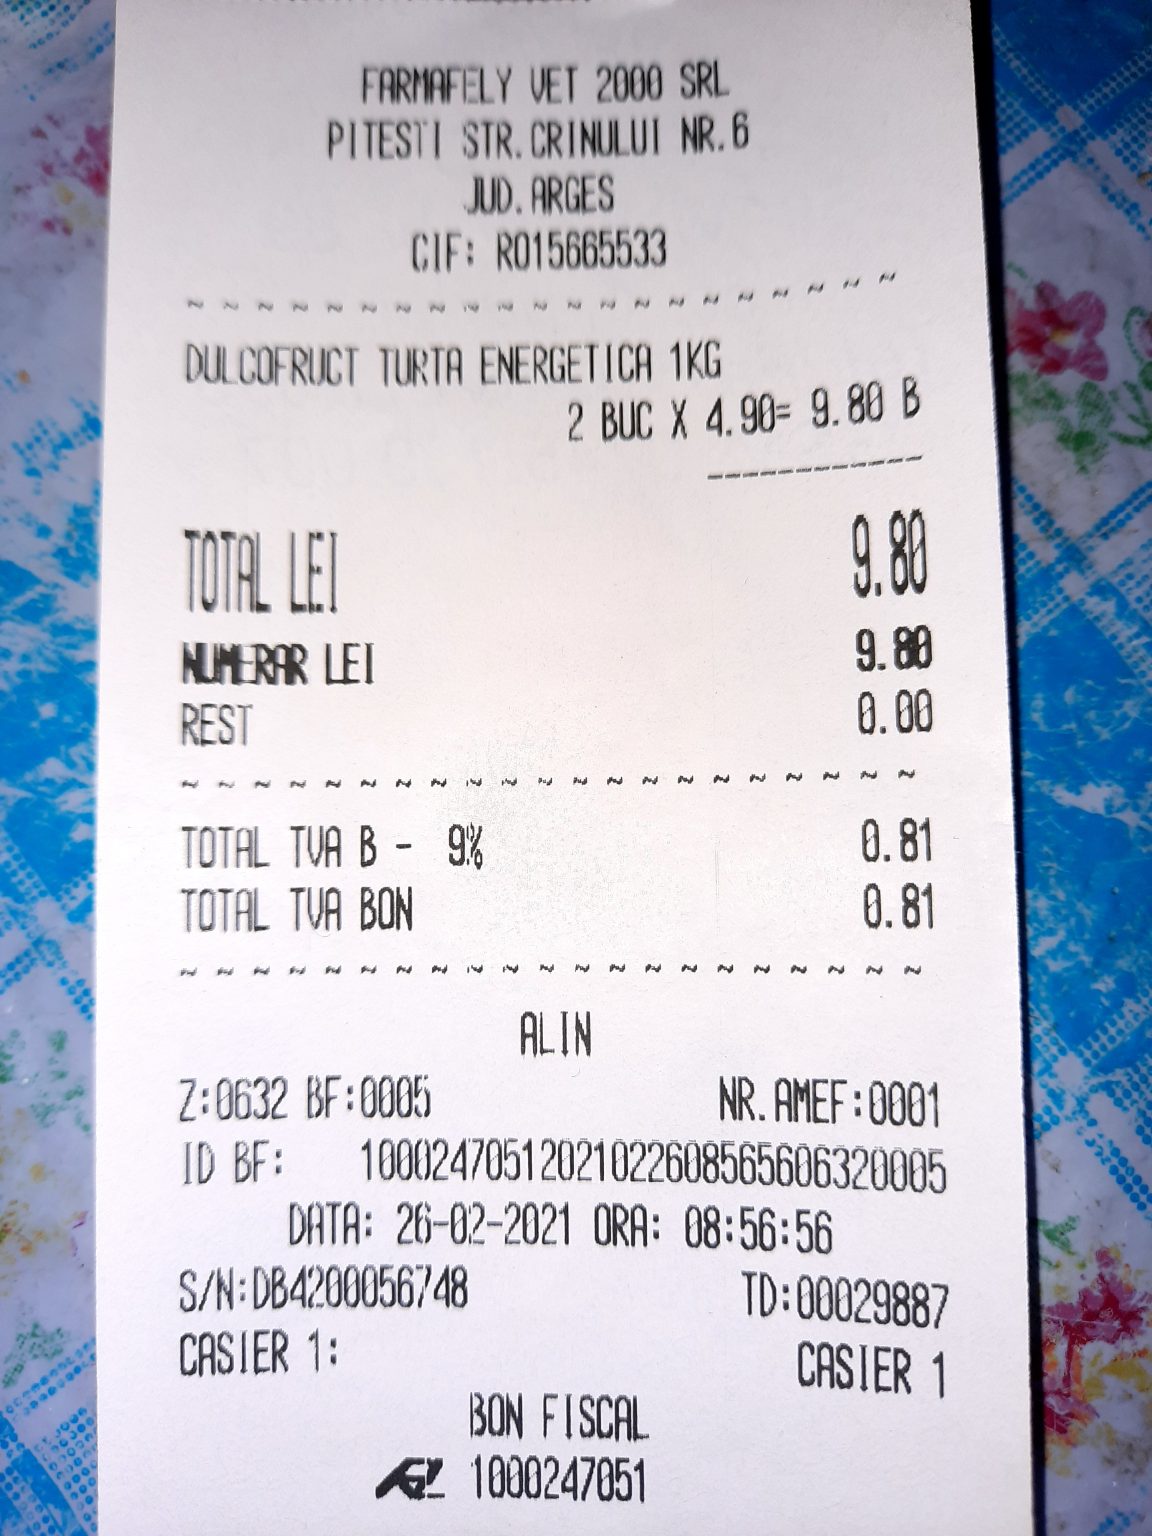 FARMAFELY VET 2000 SRL
PITESTI STR.CRINULUI NR.6
JUD.ARGES
CIF: RO15665533
~ ~ ~ ~ ~ ~ ~ ~ ~ ~ ~ ~ ~ ~ ~ ~ ~ ~ ~ ~
DULCOFRUCT TURTA ENERGETICA 1KG
2 BUC X 4.90= 9.80 B
------------
TOTAL LEI 9.80
NUMERAR LEI 9.80
REST 0.00
~ ~ ~ ~ ~ ~ ~ ~ ~ ~ ~ ~ ~ ~ ~ ~ ~ ~ ~ ~ ~
TOTAL TVA B - 9% 0.81
TOTAL TVA BON 0.81
~ ~ ~ ~ ~ ~ ~ ~ ~ ~ ~ ~ ~ ~ ~ ~ ~ ~ ~ ~ ~
ALIN
Z:0632 BF:0005 NR.AMEF:0001
ID BF: 10002470512021022608565606320005
DATA: 26-02-2021 ORA: 08:56:56
S/N:DB4200056748 TD:00029887
CASIER 1: CASIER 1
BON FISCAL
1000247051